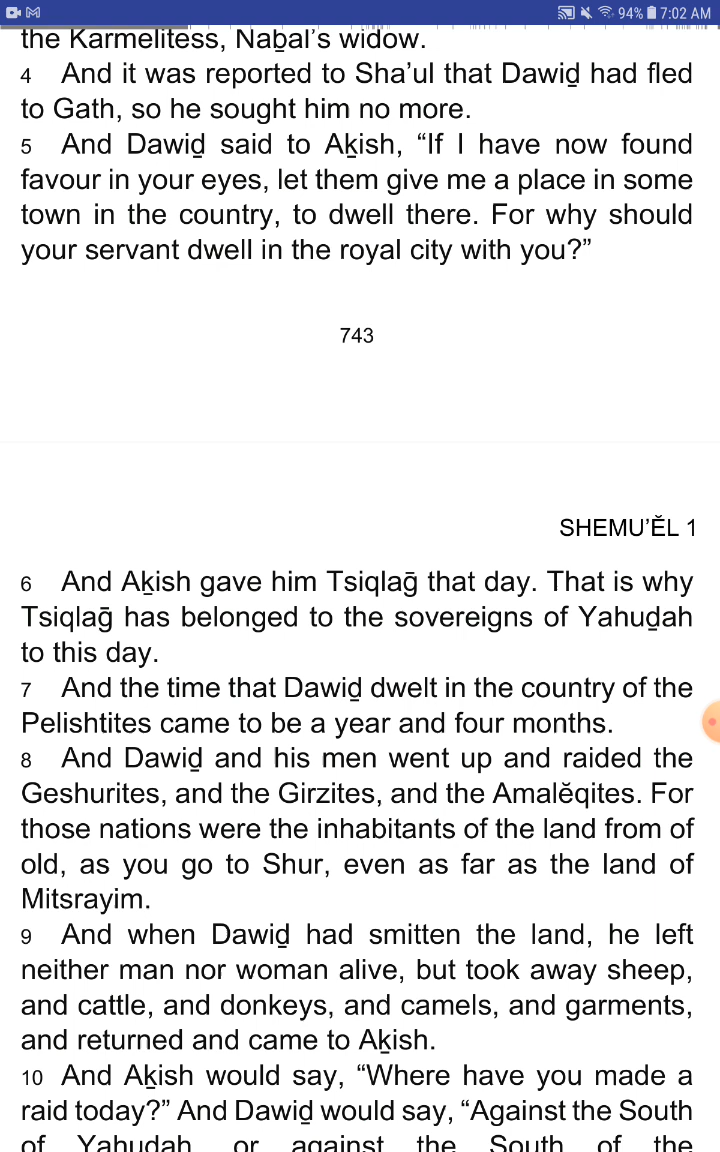 94% 7:02 AM
the Karmelitess, Naḇal’s widow.
4 And it was reported to Sha’ul that Dawiḏ had fled
to Gath, so he sought him no more.
5 And Dawiḏ said to Aḵish, “If I have now found
favour in your eyes, let them give me a place in some
town in the country, to dwell there. For why should
your servant dwell in the royal city with you?”
743
SHEMU’ĚL 1
6 And Aḵish gave him Tsiqlaḡ that day. That is why
Tsiqlaḡ has belonged to the sovereigns of Yahuḏah
to this day.
7 And the time that Dawiḏ dwelt in the country of the
Pelishtites came to be a year and four months.
8 And Dawiḏ and his men went up and raided the
Geshurites, and the Girzites, and the Amalěqites. For
those nations were the inhabitants of the land from of
old, as you go to Shur, even as far as the land of
Mitsrayim.
9 And when Dawiḏ had smitten the land, he left
neither man nor woman alive, but took away sheep,
and cattle, and donkeys, and camels, and garments,
and returned and came to Aḵish.
10 And Aḵish would say, “Where have you made a
raid today?” And Dawiḏ would say, “Against the South
of Yahuḏah, or against the South of the